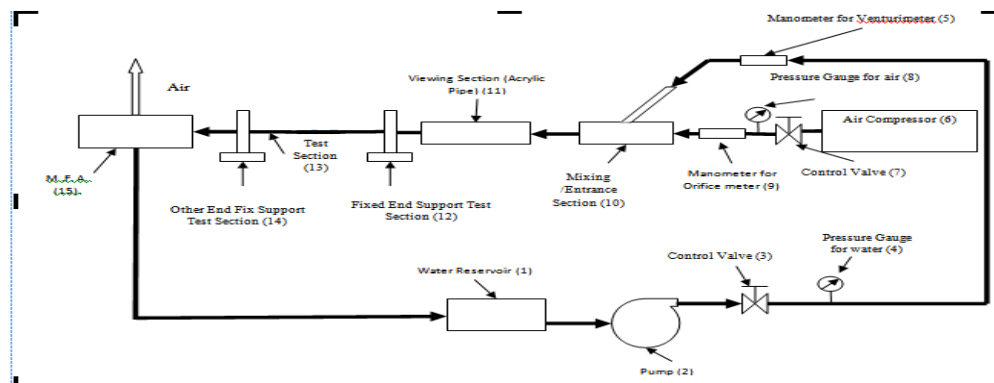 Manometer for Venturimeter (5)
Air
Viewing Section (Acrylic
Pipe) (11)
Pressure Gauge for air (8)
Air Compressor (6)
Test
Section
(13)
M.F.A.
(15).
Other End Fix Support
Test Section (14)
Fixed End Support Test
Section (12)
Mixing
/Entrance
Section (10)
Manometer for
Orifice meter (9)
Control Valve (7)
Pressure Gauge
for water (4)
Control Valve (3)
Water Reservoir (1)
Pump (2)